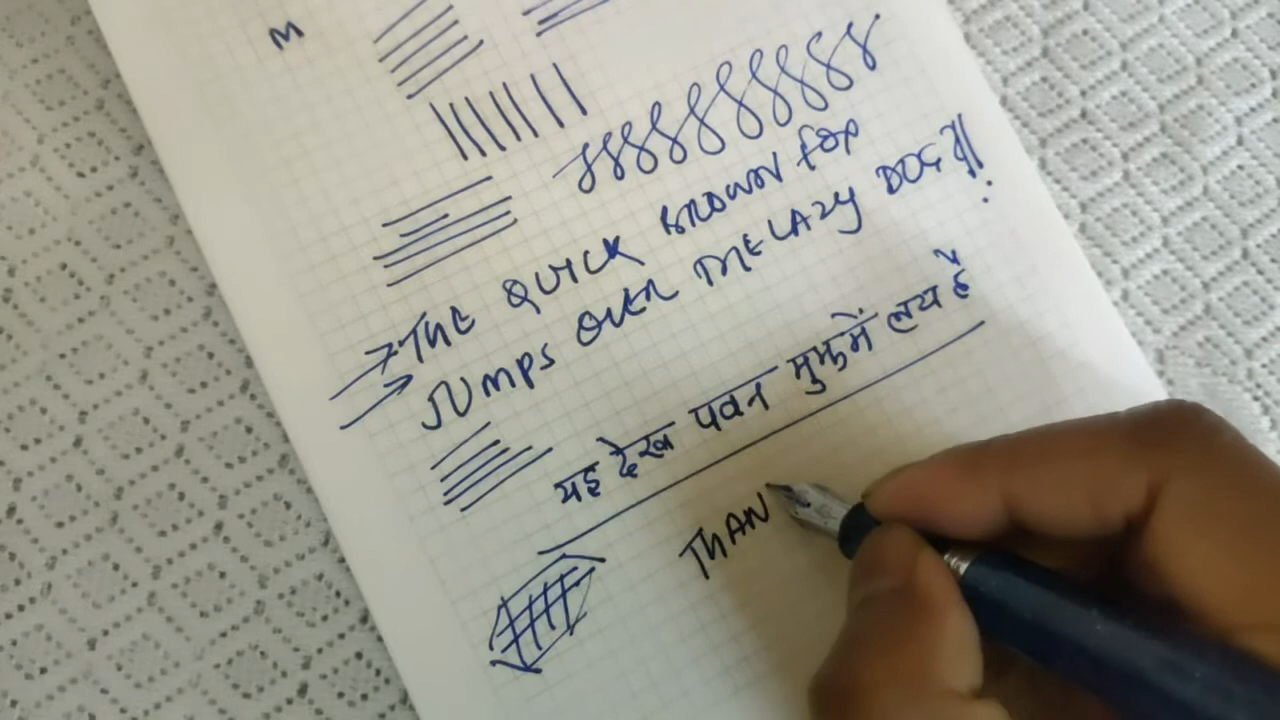 M
THE QUICK BROWN FOX
JUMPS OVER THE LAZY DOG
यह देख पवन मुझमें लय है
THAN